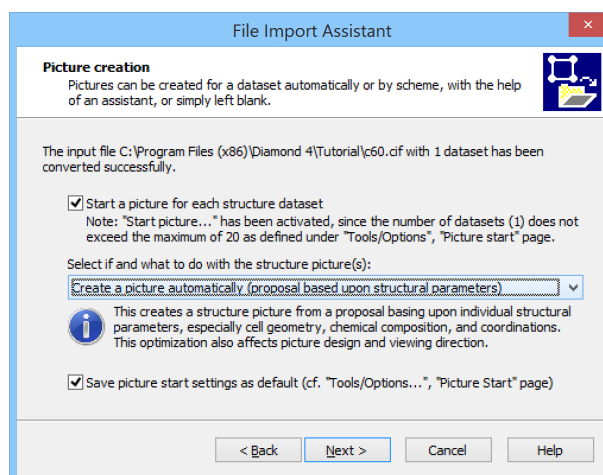 File Import Assistant
×
Picture creation
Pictures can be created for a dataset automatically or by scheme, with the help
of an assistant, or simply left blank.
The input file C:\Program Files (x86)\Diamond 4\Tutorial\c60.cif with 1 dataset has been
converted successfully.
Start a picture for each structure dataset
Note: "Start picture..." has been activated, since the number of datasets (1) does not
exceed the maximum of 20 as defined under "Tools/Options", "Picture start" page.
Select if and what to do with the structure picture(s):
Create a picture automatically (proposal based upon structural parameters)
This creates a structure picture from a proposal basing upon individual structural
parameters, especially cell geometry, chemical composition, and coordinations.
This optimization also affects picture design and viewing direction.
Save picture start settings as default (cf. "Tools/Options...", "Picture Start" page)
< Back Next > Cancel Help